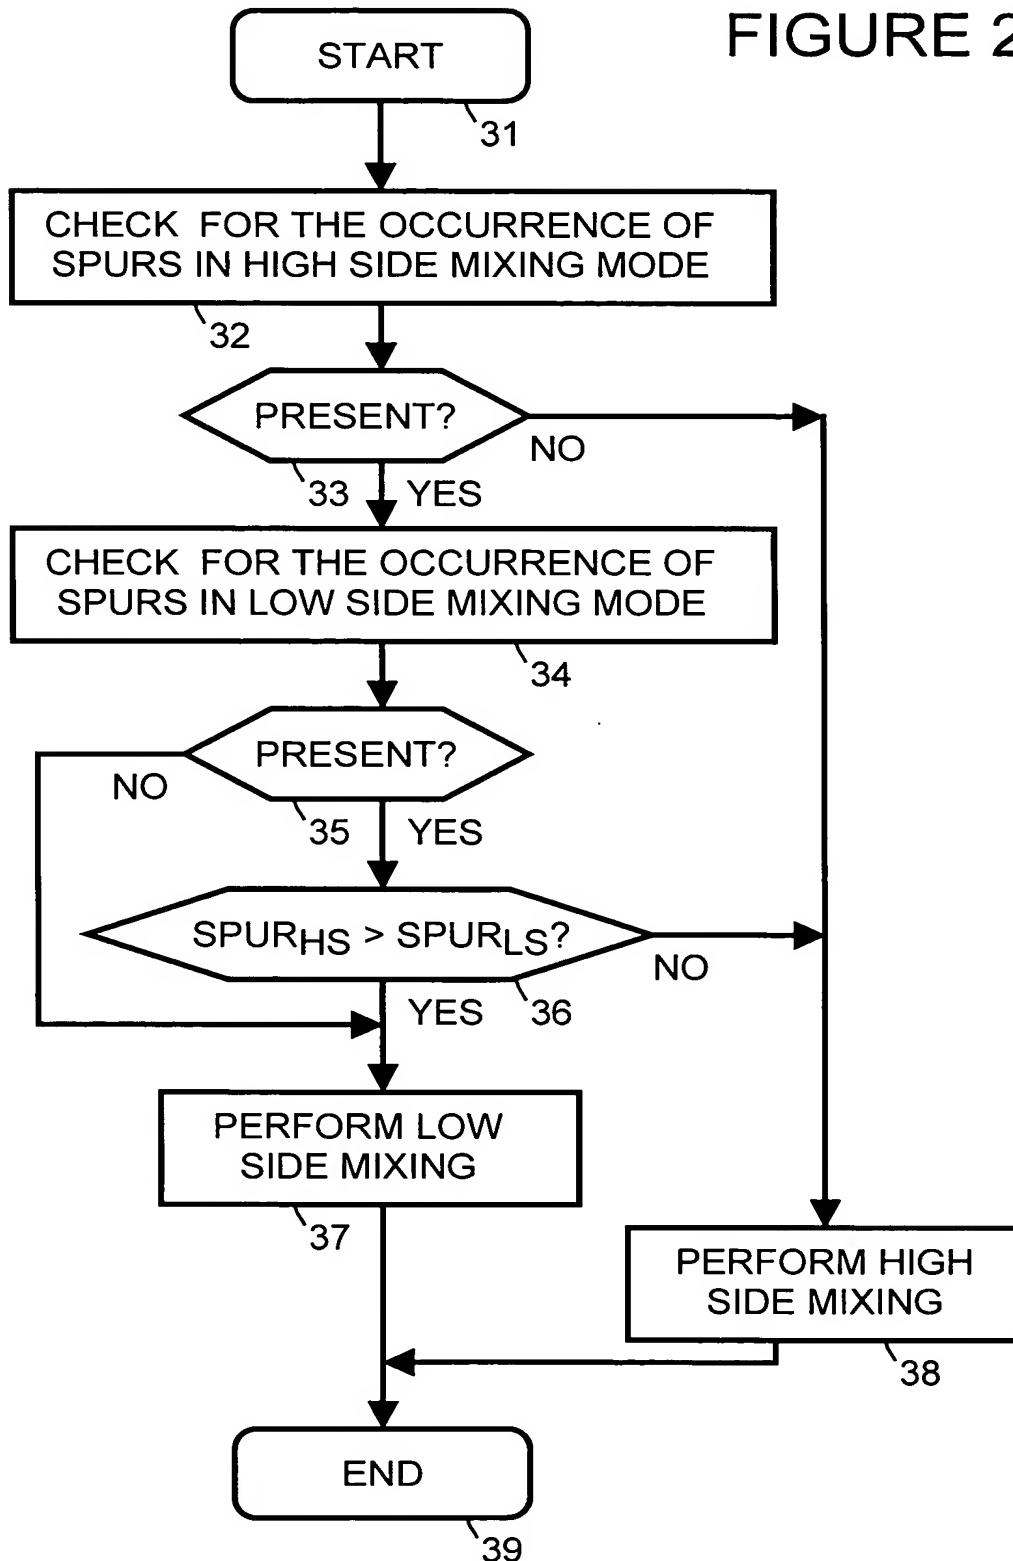 FIGURE 2
START
31
CHECK FOR THE OCCURRENCE OF
SPURS IN HIGH SIDE MIXING MODE
32
PRESENT?
NO
33
YES
CHECK FOR THE OCCURRENCE OF
SPURS IN LOW SIDE MIXING MODE
34
PRESENT?
NO
35
YES
SPURHS > SPURLS?
NO
YES
36
PERFORM LOW
SIDE MIXING
37
PERFORM HIGH
SIDE MIXING
38
END
39